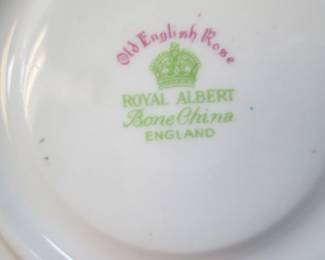 Old English Rose
ROYAL ALBERT
Bone China
ENGLAND